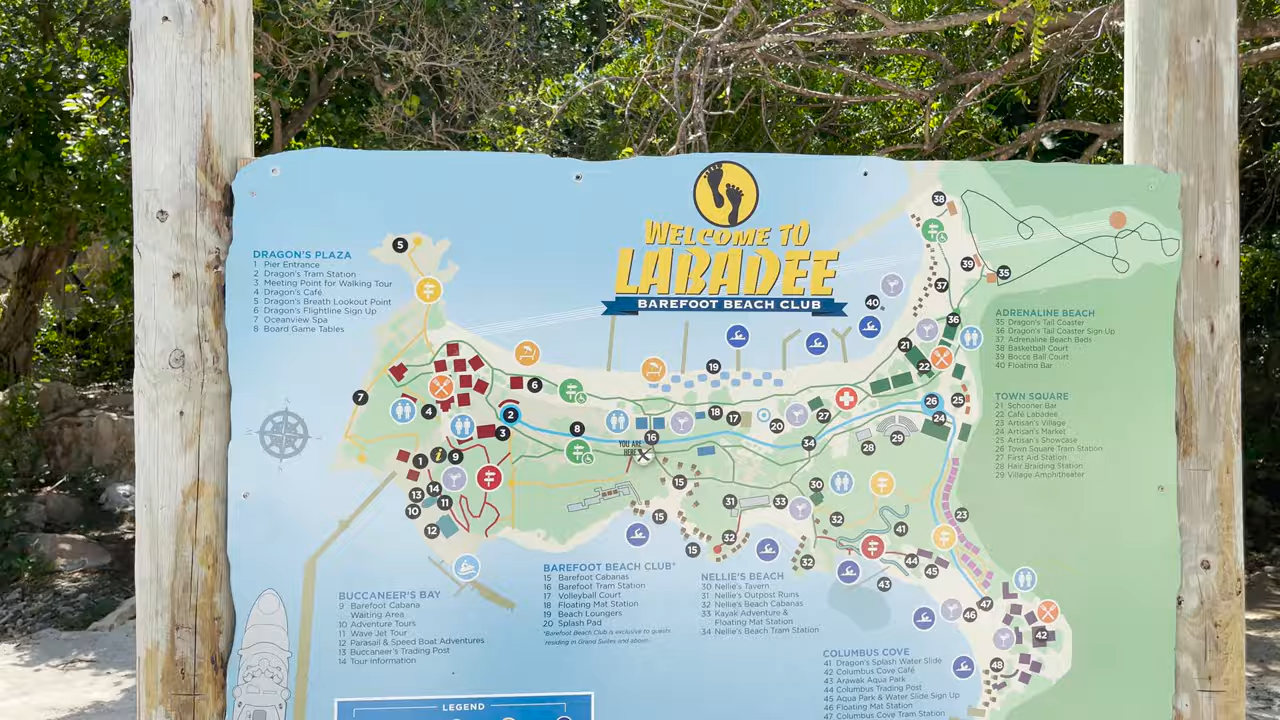 WELCOME TO
LABADEE
BAREFOOT BEACH CLUB
DRAGON'S PLAZA
1 Pier Entrance
2 Dragon's Tram Station
3 Meeting Point for Walking Tour
4 Dragon's Café
5 Dragon's Breath Lookout Point
6 Dragon's Flightline Sign Up
7 Oceanview Spa
8 Board Game Tables
ADRENALINE BEACH
35 Dragon's Tail Coaster
36 Dragon's Tail Coaster Sign Up
37 Adrenaline Beach Beds
38 Basketball Court
39 Bocce Ball Court
40 Floating Bar
TOWN SQUARE
21 Schooner Bar
22 Café Labadee
23 Artisan's Village
24 Artisan's Market
25 Artisan's Showcase
26 Town Square Tram Station
27 First Aid Station
28 Hair Braiding Station
29 Village Amphitheater
YOU ARE
HERE
BUCCANEER'S BAY
9 Barefoot Cabana
Waiting Area
10 Adventure Tours
11 Wave Jet Tour
12 Parasail & Speed Boat Adventures
13 Buccaneer's Trading Post
14 Tour Information
BAREFOOT BEACH CLUB*
15 Barefoot Cabanas
16 Barefoot Tram Station
17 Volleyball Court
18 Floating Mat Station
19 Beach Loungers
20 Splash Pad
*Barefoot Beach Club is exclusive to guests
residing in Grand Suites and above.
NELLIE'S BEACH
30 Nellie's Tavern
31 Nellie's Outpost Ruins
32 Nellie's Beach Cabanas
33 Kayak Adventure &
Floating Mat Station
34 Nellie's Beach Tram Station
COLUMBUS COVE
41 Dragon's Splash Water Slide
42 Columbus Cove Café
43 Arawak Aqua Park
44 Columbus Trading Post
45 Aqua Park & Water Slide Sign Up
46 Floating Mat Station
47 Columbus Cove Tram Station
LEGEND